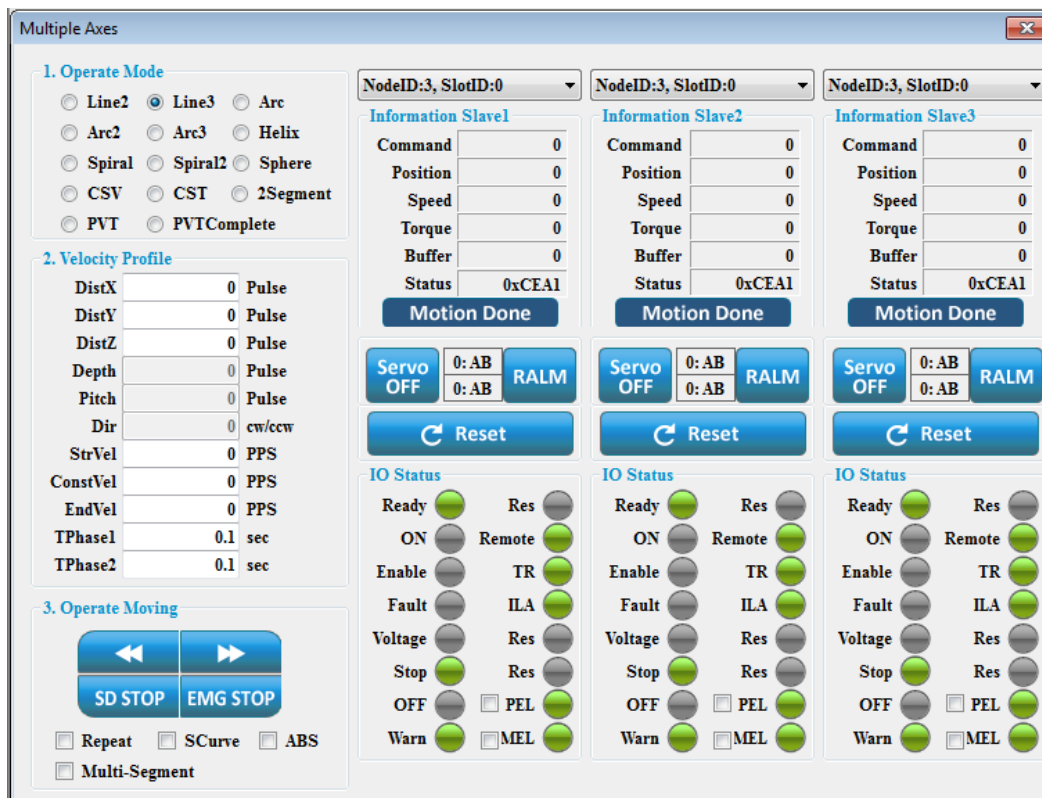 Multiple Axes
1. Operate Mode
Line2 Line3 Arc
Arc2 Arc3 Helix
Spiral Spiral2 Sphere
CSV CST 2Segment
PVT PVTComplete
2. Velocity Profile
DistX 0 Pulse
DistY 0 Pulse
DistZ 0 Pulse
Depth 0 Pulse
Pitch 0 Pulse
Dir 0 cw/ccw
StrVel 0 PPS
ConstVel 0 PPS
EndVel 0 PPS
TPhase1 0.1 sec
TPhase2 0.1 sec
3. Operate Moving
SD STOP EMG STOP
Repeat SCurve ABS
Multi-Segment
NodeID:3, SlotID:0
Information Slave1
Command 0
Position 0
Speed 0
Torque 0
Buffer 0
Status 0xCEA1
Motion Done
Servo OFF 0: AB 0: AB RALM
Reset
IO Status
Ready Res
ON Remote
Enable TR
Fault ILA
Voltage Res
Stop Res
OFF PEL
Warn MEL
NodeID:3, SlotID:0
Information Slave2
Command 0
Position 0
Speed 0
Torque 0
Buffer 0
Status 0xCEA1
Motion Done
Servo OFF 0: AB 0: AB RALM
Reset
IO Status
Ready Res
ON Remote
Enable TR
Fault ILA
Voltage Res
Stop Res
OFF PEL
Warn MEL
NodeID:3, SlotID:0
Information Slave3
Command 0
Position 0
Speed 0
Torque 0
Buffer 0
Status 0xCEA1
Motion Done
Servo OFF 0: AB 0: AB RALM
Reset
IO Status
Ready Res
ON Remote
Enable TR
Fault ILA
Voltage Res
Stop Res
OFF PEL
Warn MEL